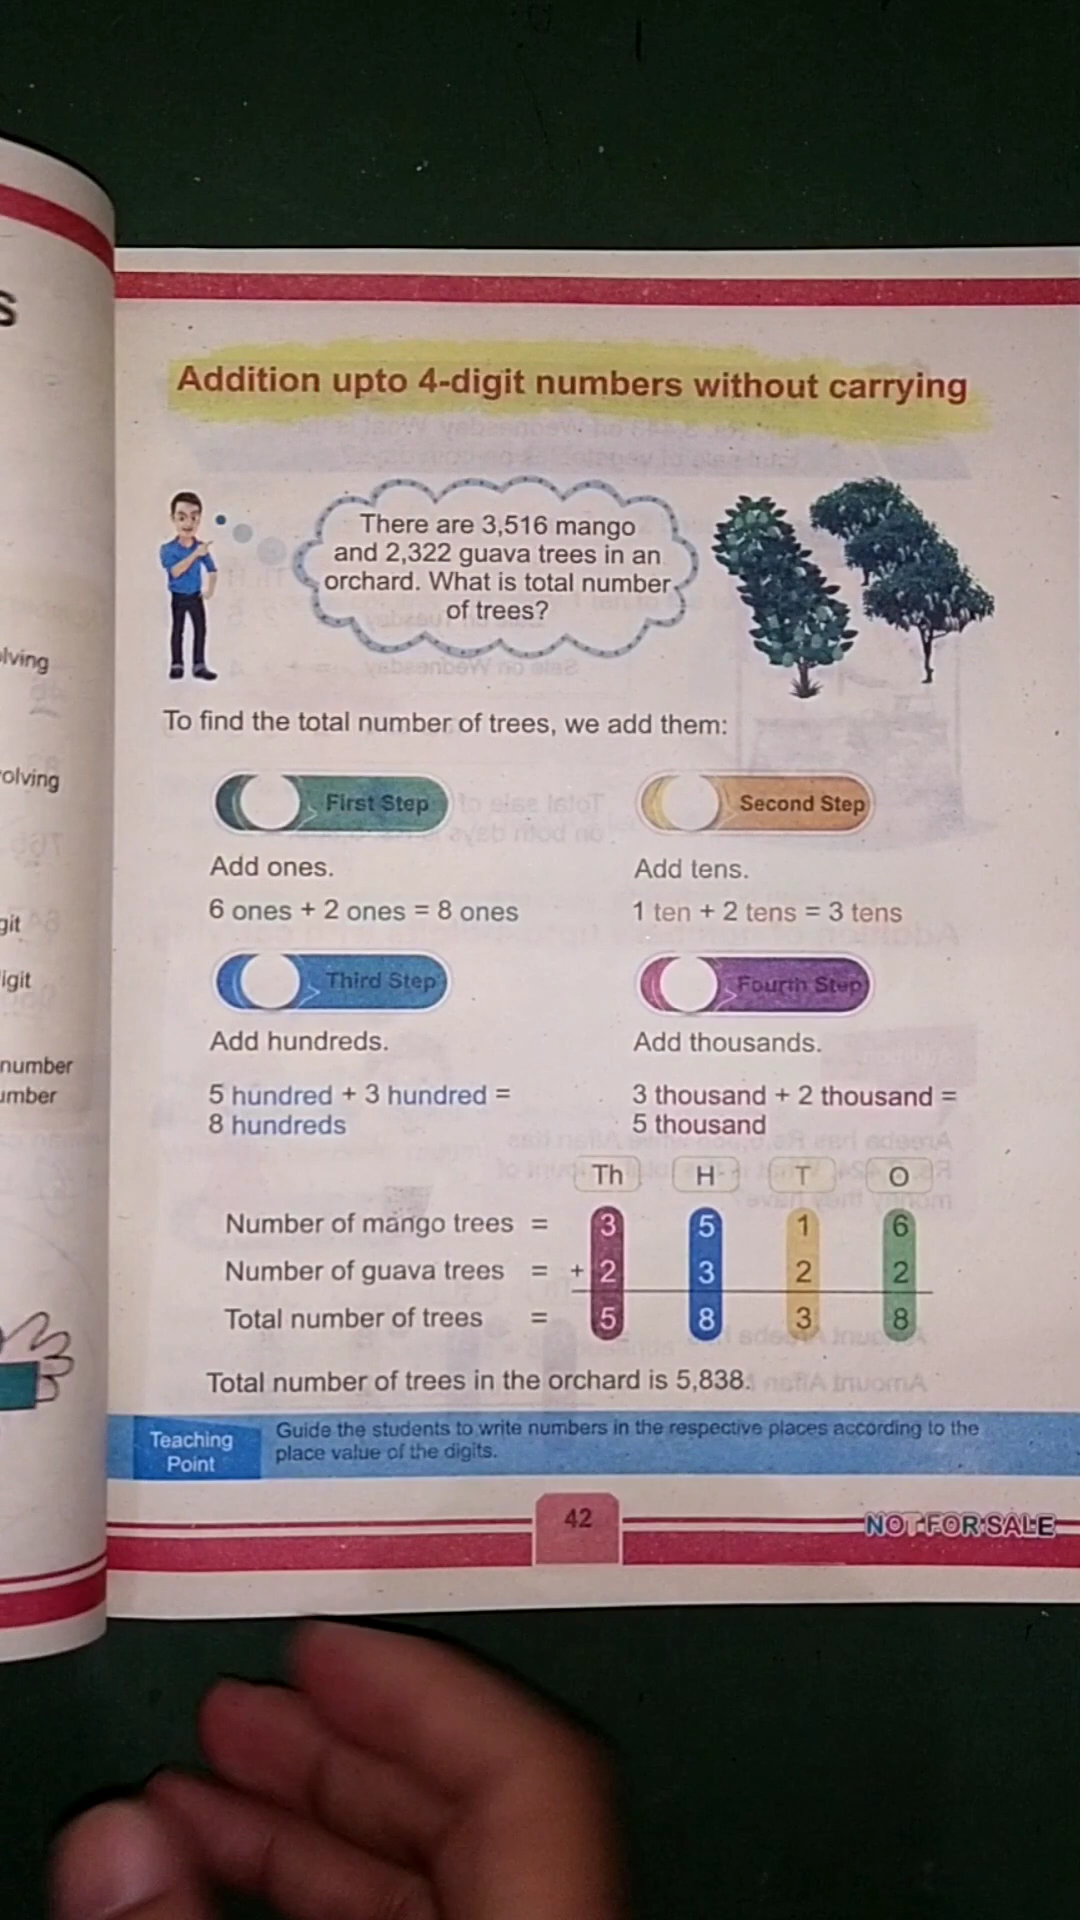 s
lving
olving
git
igit
number
umber
Addition upto 4-digit numbers without carrying
There are 3,516 mango
and 2,322 guava trees in an
orchard. What is total number
of trees?
To find the total number of trees, we add them:
First Step
Add ones.
6 ones + 2 ones = 8 ones
Second Step
Add tens.
1 ten + 2 tens = 3 tens
Third Step
Add hundreds.
5 hundred + 3 hundred =
8 hundreds
Fourth Step
Add thousands.
3 thousand + 2 thousand =
5 thousand
Th H T O
Number of mango trees = 3 5 1 6
Number of guava trees = + 2 3 2 2
Total number of trees = 5 8 3 8
Total number of trees in the orchard is 5,838.
Teaching Point
Guide the students to write numbers in the respective places according to the
place value of the digits.
42
NOT FOR SALE